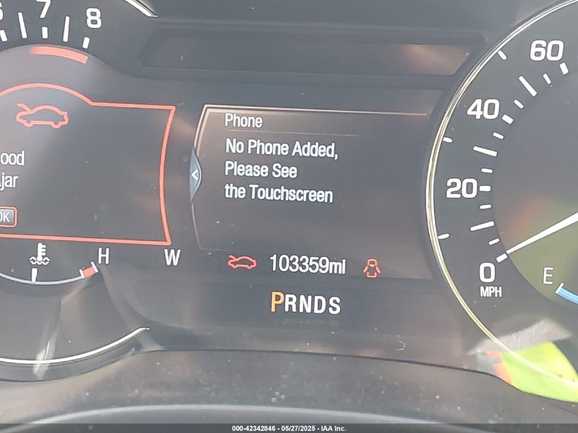 7 8
60
Phone
No Phone Added,
40
ood
Please See
ajar
the Touchscreen
20
OK
H W
103359mi
0
E
MPH
PRNDS
000-42342846 - 05/27/2025 - IAA Inc.